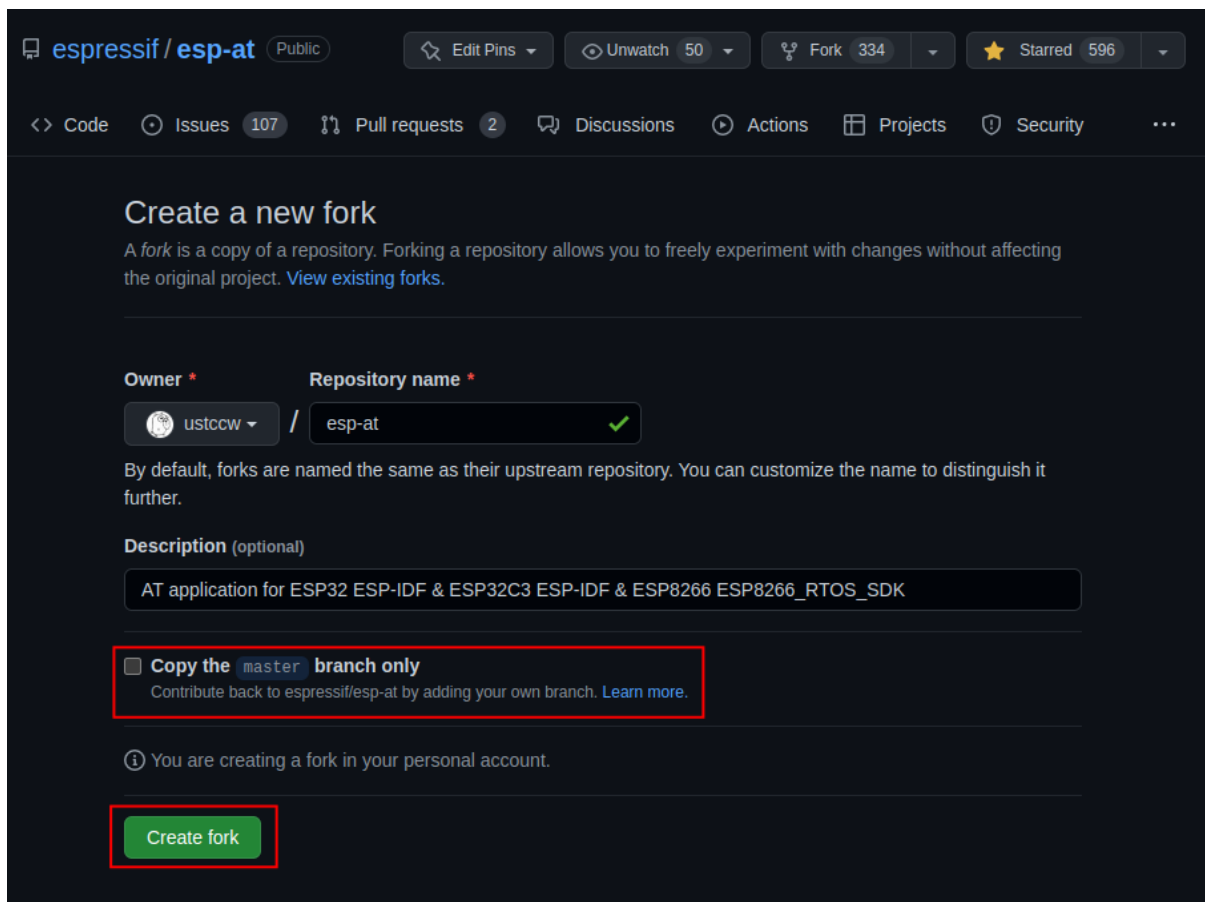 espressif / esp-at Public Edit Pins Unwatch 50 Fork 334 Starred 596
Code Issues 107 Pull requests 2 Discussions Actions Projects Security ...
Create a new fork
A fork is a copy of a repository. Forking a repository allows you to freely experiment with changes without affecting
the original project. View existing forks.
Owner * Repository name *
ustccw / esp-at
By default, forks are named the same as their upstream repository. You can customize the name to distinguish it
further.
Description (optional)
AT application for ESP32 ESP-IDF & ESP32C3 ESP-IDF & ESP8266 ESP8266_RTOS_SDK
Copy the master branch only
Contribute back to espressif/esp-at by adding your own branch. Learn more.
You are creating a fork in your personal account.
Create fork